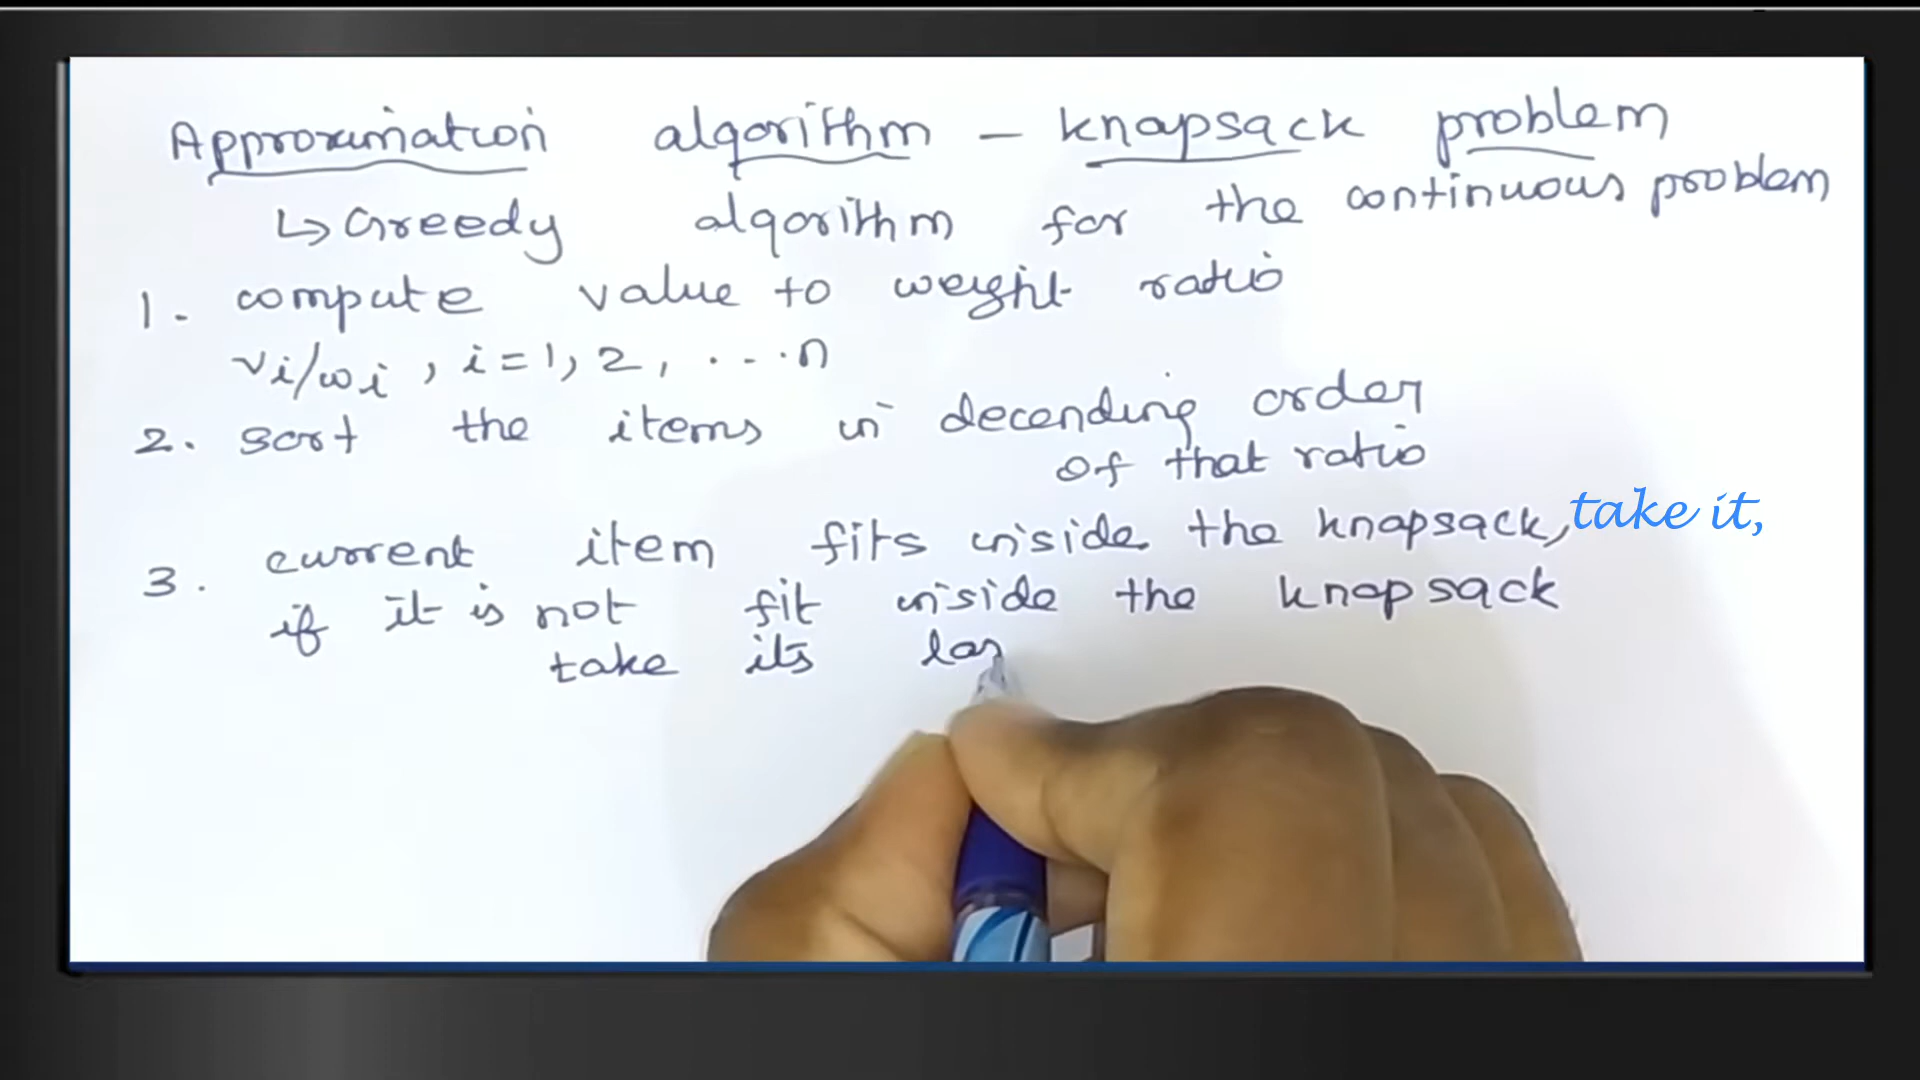 Approximation algorithm - knapsack problem
↳ Greedy algorithm for the continuous problem
1. compute value to weight ratio
vi/wi, i=1, 2, ....n
2. sort the items in decending order
of that ratio
3. current item fits inside the knapsack, take it,
if it is not fit inside the knapsack
take its lar